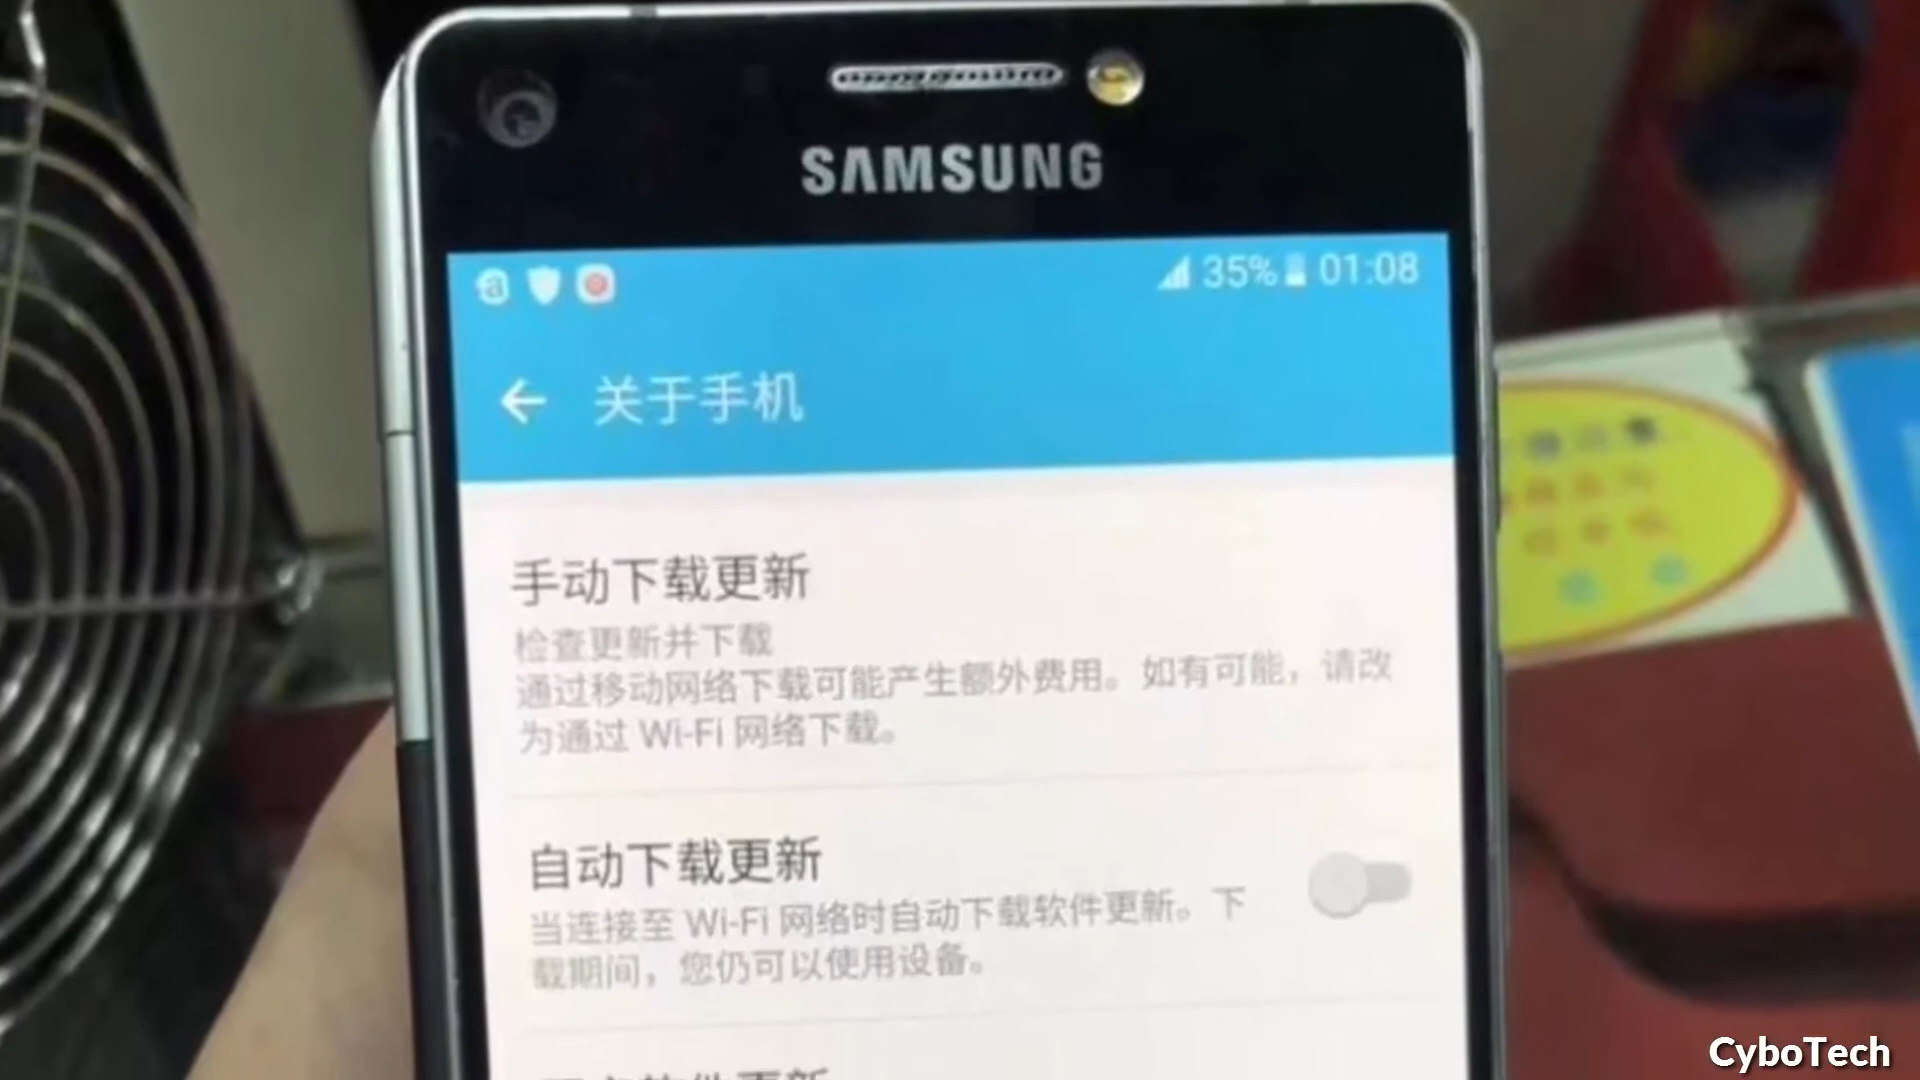 SAMSUNG
35% 01:08
关于手机
手动下载更新
检查更新并下载
通过移动网络下载可能产生额外费用。如有可能，请改
为通过 Wi-Fi 网络下载。
自动下载更新
当连接至 Wi-Fi 网络时自动下载软件更新。下
载期间，您仍可以使用设备。
CyboTech